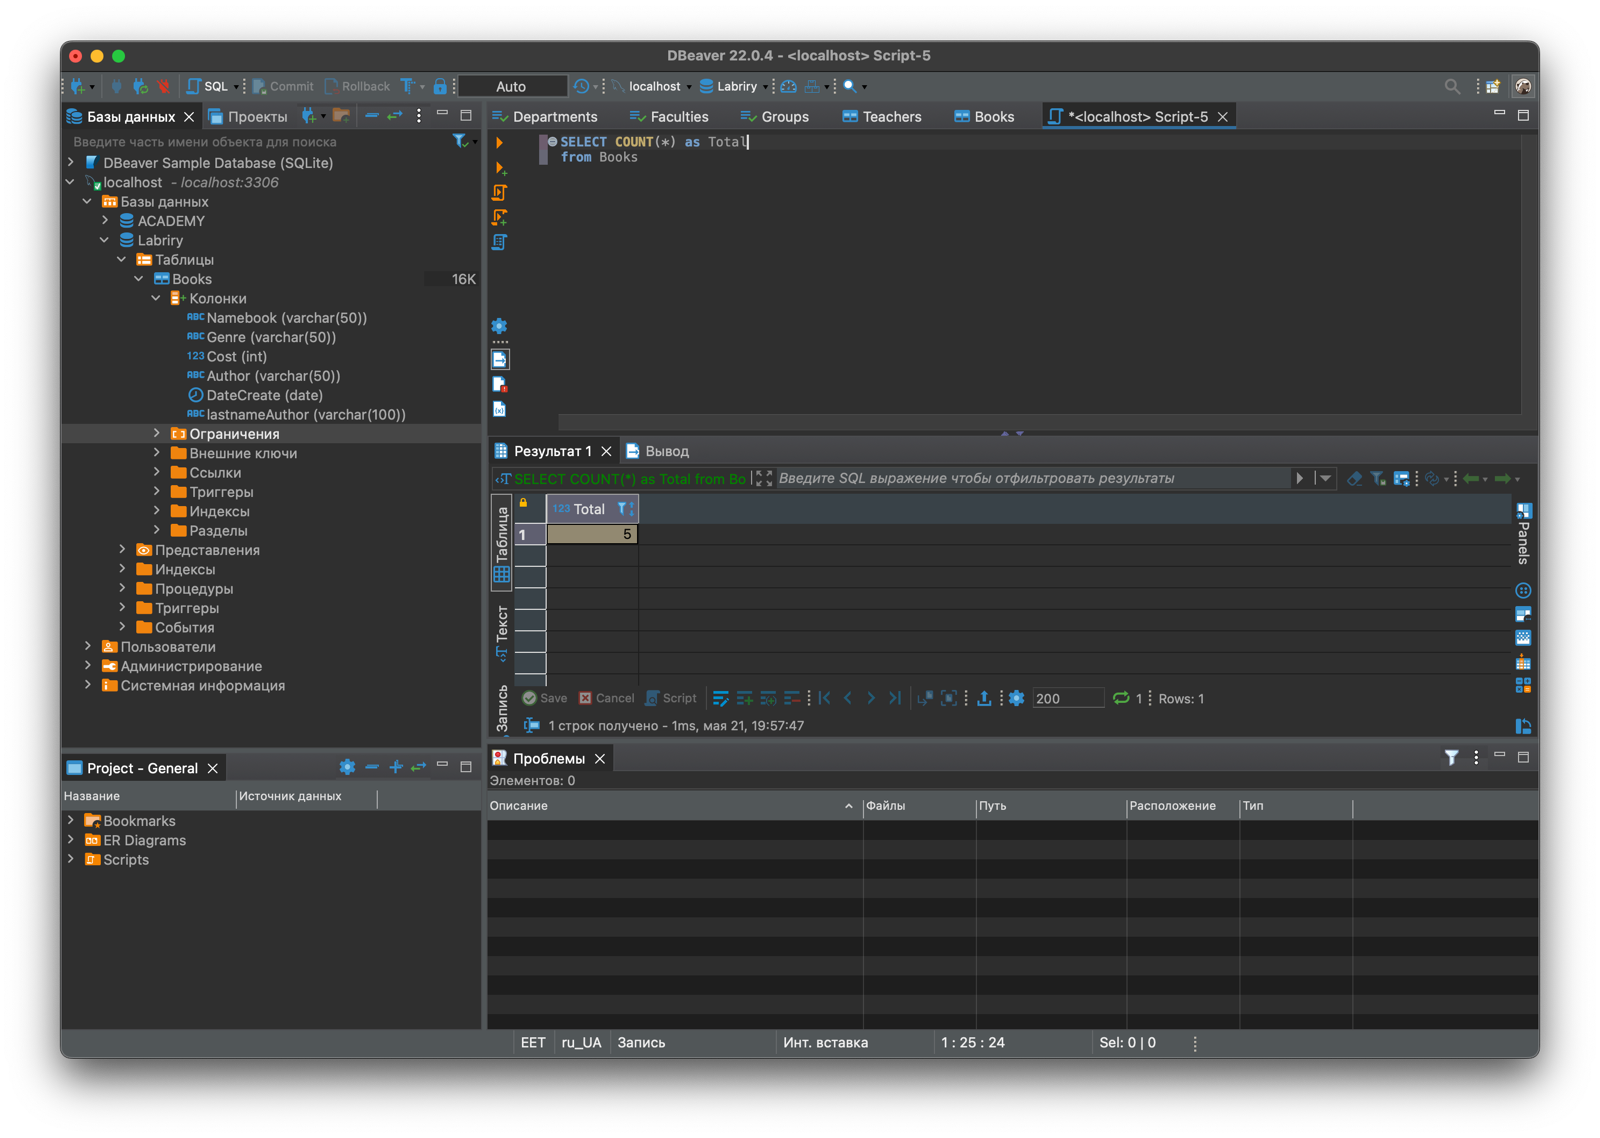 DBeaver 22.0.4 - <localhost> Script-5
SQL Commit Rollback Auto localhost Labriry
Базы данных Проекты
Введите часть имени объекта для поиска
DBeaver Sample Database (SQLite)
localhost - localhost:3306
Базы данных
ACADEMY
Labriry
Таблицы
Books 16K
Колонки
ABC Namebook (varchar(50))
ABC Genre (varchar(50))
123 Cost (int)
ABC Author (varchar(50))
DateCreate (date)
ABC lastnameAuthor (varchar(100))
Ограничения
Внешние ключи
Ссылки
Триггеры
Индексы
Разделы
Представления
Индексы
Процедуры
Триггеры
События
Пользователи
Администрирование
Системная информация
Departments Faculties Groups Teachers Books *<localhost> Script-5
SELECT COUNT(*) as Total
from Books
Результат 1 Вывод
SELECT COUNT(*) as Total from Bo Введите SQL выражение чтобы отфильтровать результаты
Таблица
Текст
Запись
123 Total
1 5
Panels
Save Cancel Script 200 1 Rows: 1
1 строк получено - 1ms, мая 21, 19:57:47
Project - General
Название Источник данных
Bookmarks
ER Diagrams
Scripts
Проблемы
Элементов: 0
Описание Файлы Путь Расположение Тип
EET ru_UA Запись Инт. вставка 1 : 25 : 24 Sel: 0 | 0